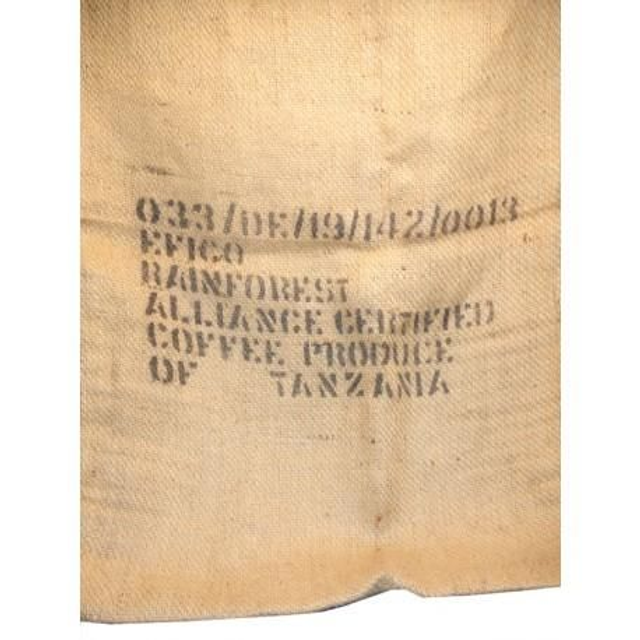 033/DE/19/142/0013
EFICO
RAINFOREST
ALLIANCE CERTIFIED
COFFEE PRODUCE
OF TANZANIA